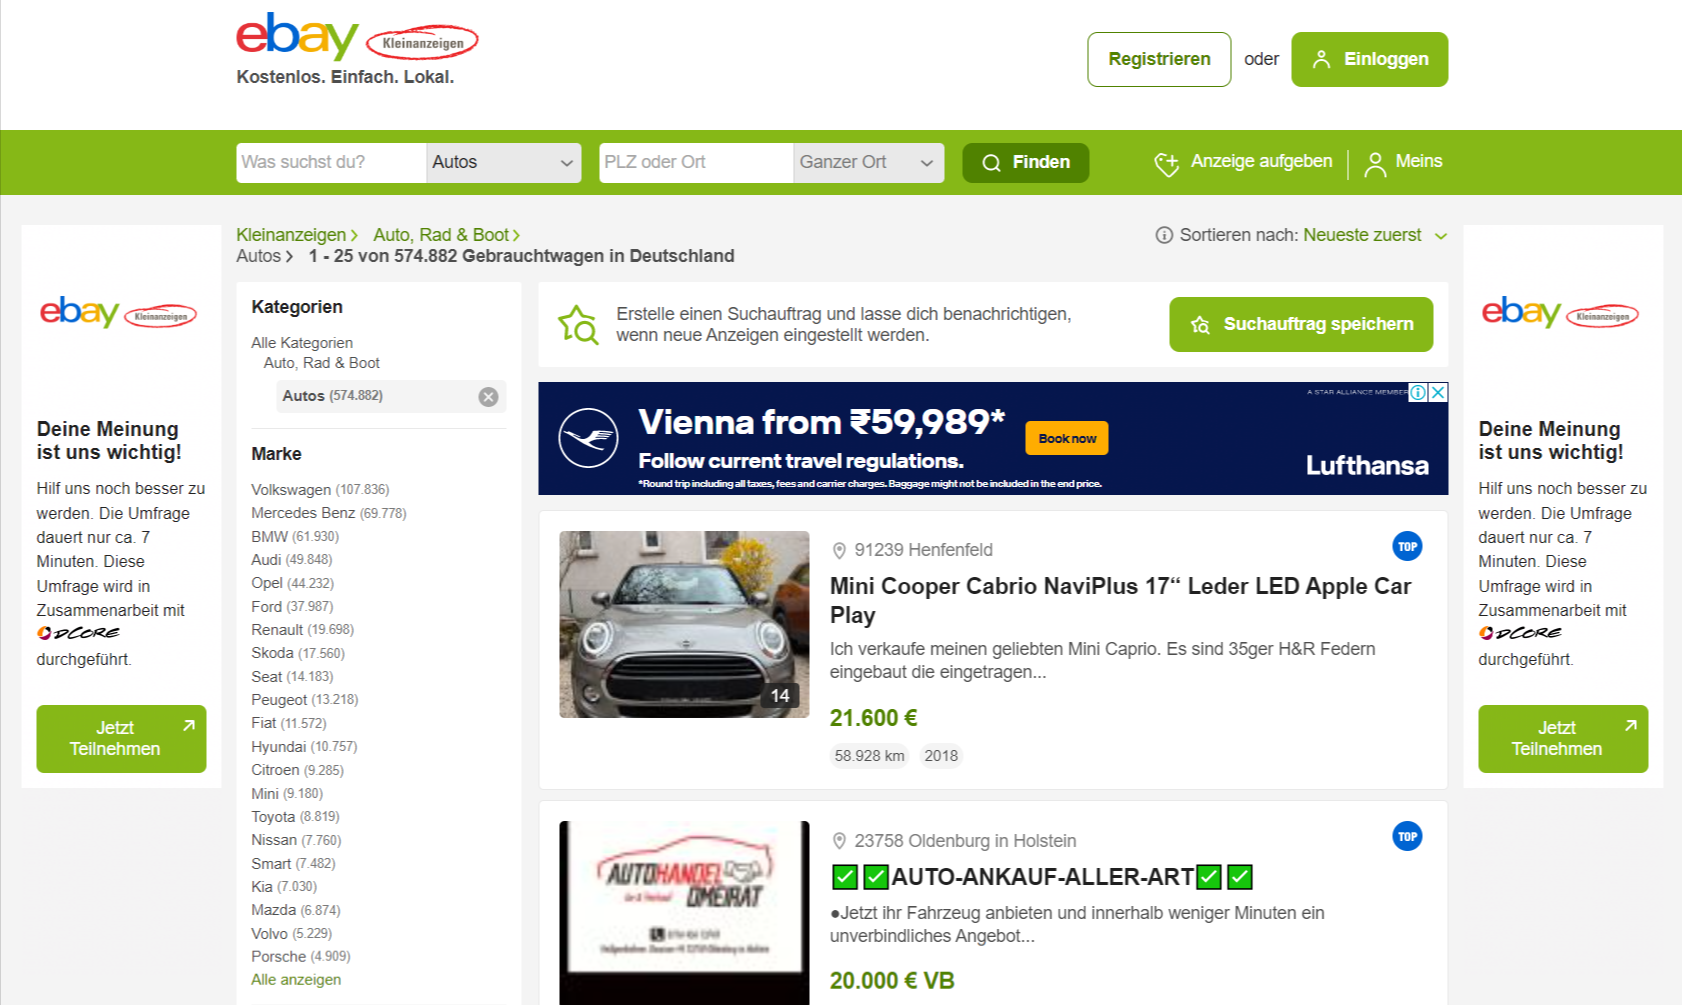 ebay Kleinanzeigen
Kostenlos. Einfach. Lokal.
Registrieren oder Einloggen
Was suchst du? Autos PLZ oder Ort Ganzer Ort Finden Anzeige aufgeben Meins
Kleinanzeigen Auto, Rad & Boot
Autos 1 - 25 von 574.882 Gebrauchtwagen in Deutschland
Sortieren nach: Neueste zuerst
ebay Kleinanzeigen
Deine Meinung
ist uns wichtig!
Hilf uns noch besser zu
werden. Die Umfrage
dauert nur ca. 7
Minuten. Diese
Umfrage wird in
Zusammenarbeit mit
DCORE
durchgeführt.
Jetzt
Teilnehmen
Kategorien
Alle Kategorien
Auto, Rad & Boot
Autos (574.882)
Marke
Volkswagen (107.836)
Mercedes Benz (69.778)
BMW (61.930)
Audi (49.848)
Opel (44.232)
Ford (37.987)
Renault (19.698)
Skoda (17.560)
Seat (14.183)
Peugeot (13.218)
Fiat (11.572)
Hyundai (10.757)
Citroen (9.285)
Mini (9.180)
Toyota (8.819)
Nissan (7.760)
Smart (7.482)
Kia (7.030)
Mazda (6.874)
Volvo (5.229)
Porsche (4.909)
Alle anzeigen
Erstelle einen Suchauftrag und lasse dich benachrichtigen,
wenn neue Anzeigen eingestellt werden.
Suchauftrag speichern
A STAR ALLIANCE MEMBER
Vienna from ₹59,989*
Book now
Follow current travel regulations.
Lufthansa
*Round trip including all taxes, fees and carrier charges. Baggage might not be included in the end price.
14
91239 Henfenfeld
TOP
Mini Cooper Cabrio NaviPlus 17“ Leder LED Apple Car
Play
Ich verkaufe meinen geliebten Mini Caprio. Es sind 35ger H&R Federn
eingebaut die eingetragen...
21.600 €
58.928 km 2018
AUTOHANDEL
OMEIRAT
23758 Oldenburg in Holstein
TOP
✅✅AUTO-ANKAUF-ALLER-ART✅✅
●Jetzt ihr Fahrzeug anbieten und innerhalb weniger Minuten ein
unverbindliches Angebot...
20.000 € VB
ebay Kleinanzeigen
Deine Meinung
ist uns wichtig!
Hilf uns noch besser zu
werden. Die Umfrage
dauert nur ca. 7
Minuten. Diese
Umfrage wird in
Zusammenarbeit mit
DCORE
durchgeführt.
Jetzt
Teilnehmen